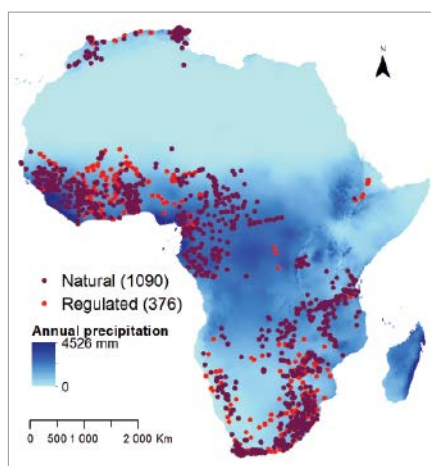 N
Natural (1090)
Regulated (376)
Annual precipitation
4526 mm
0
0 500 1 000 2 000 Km